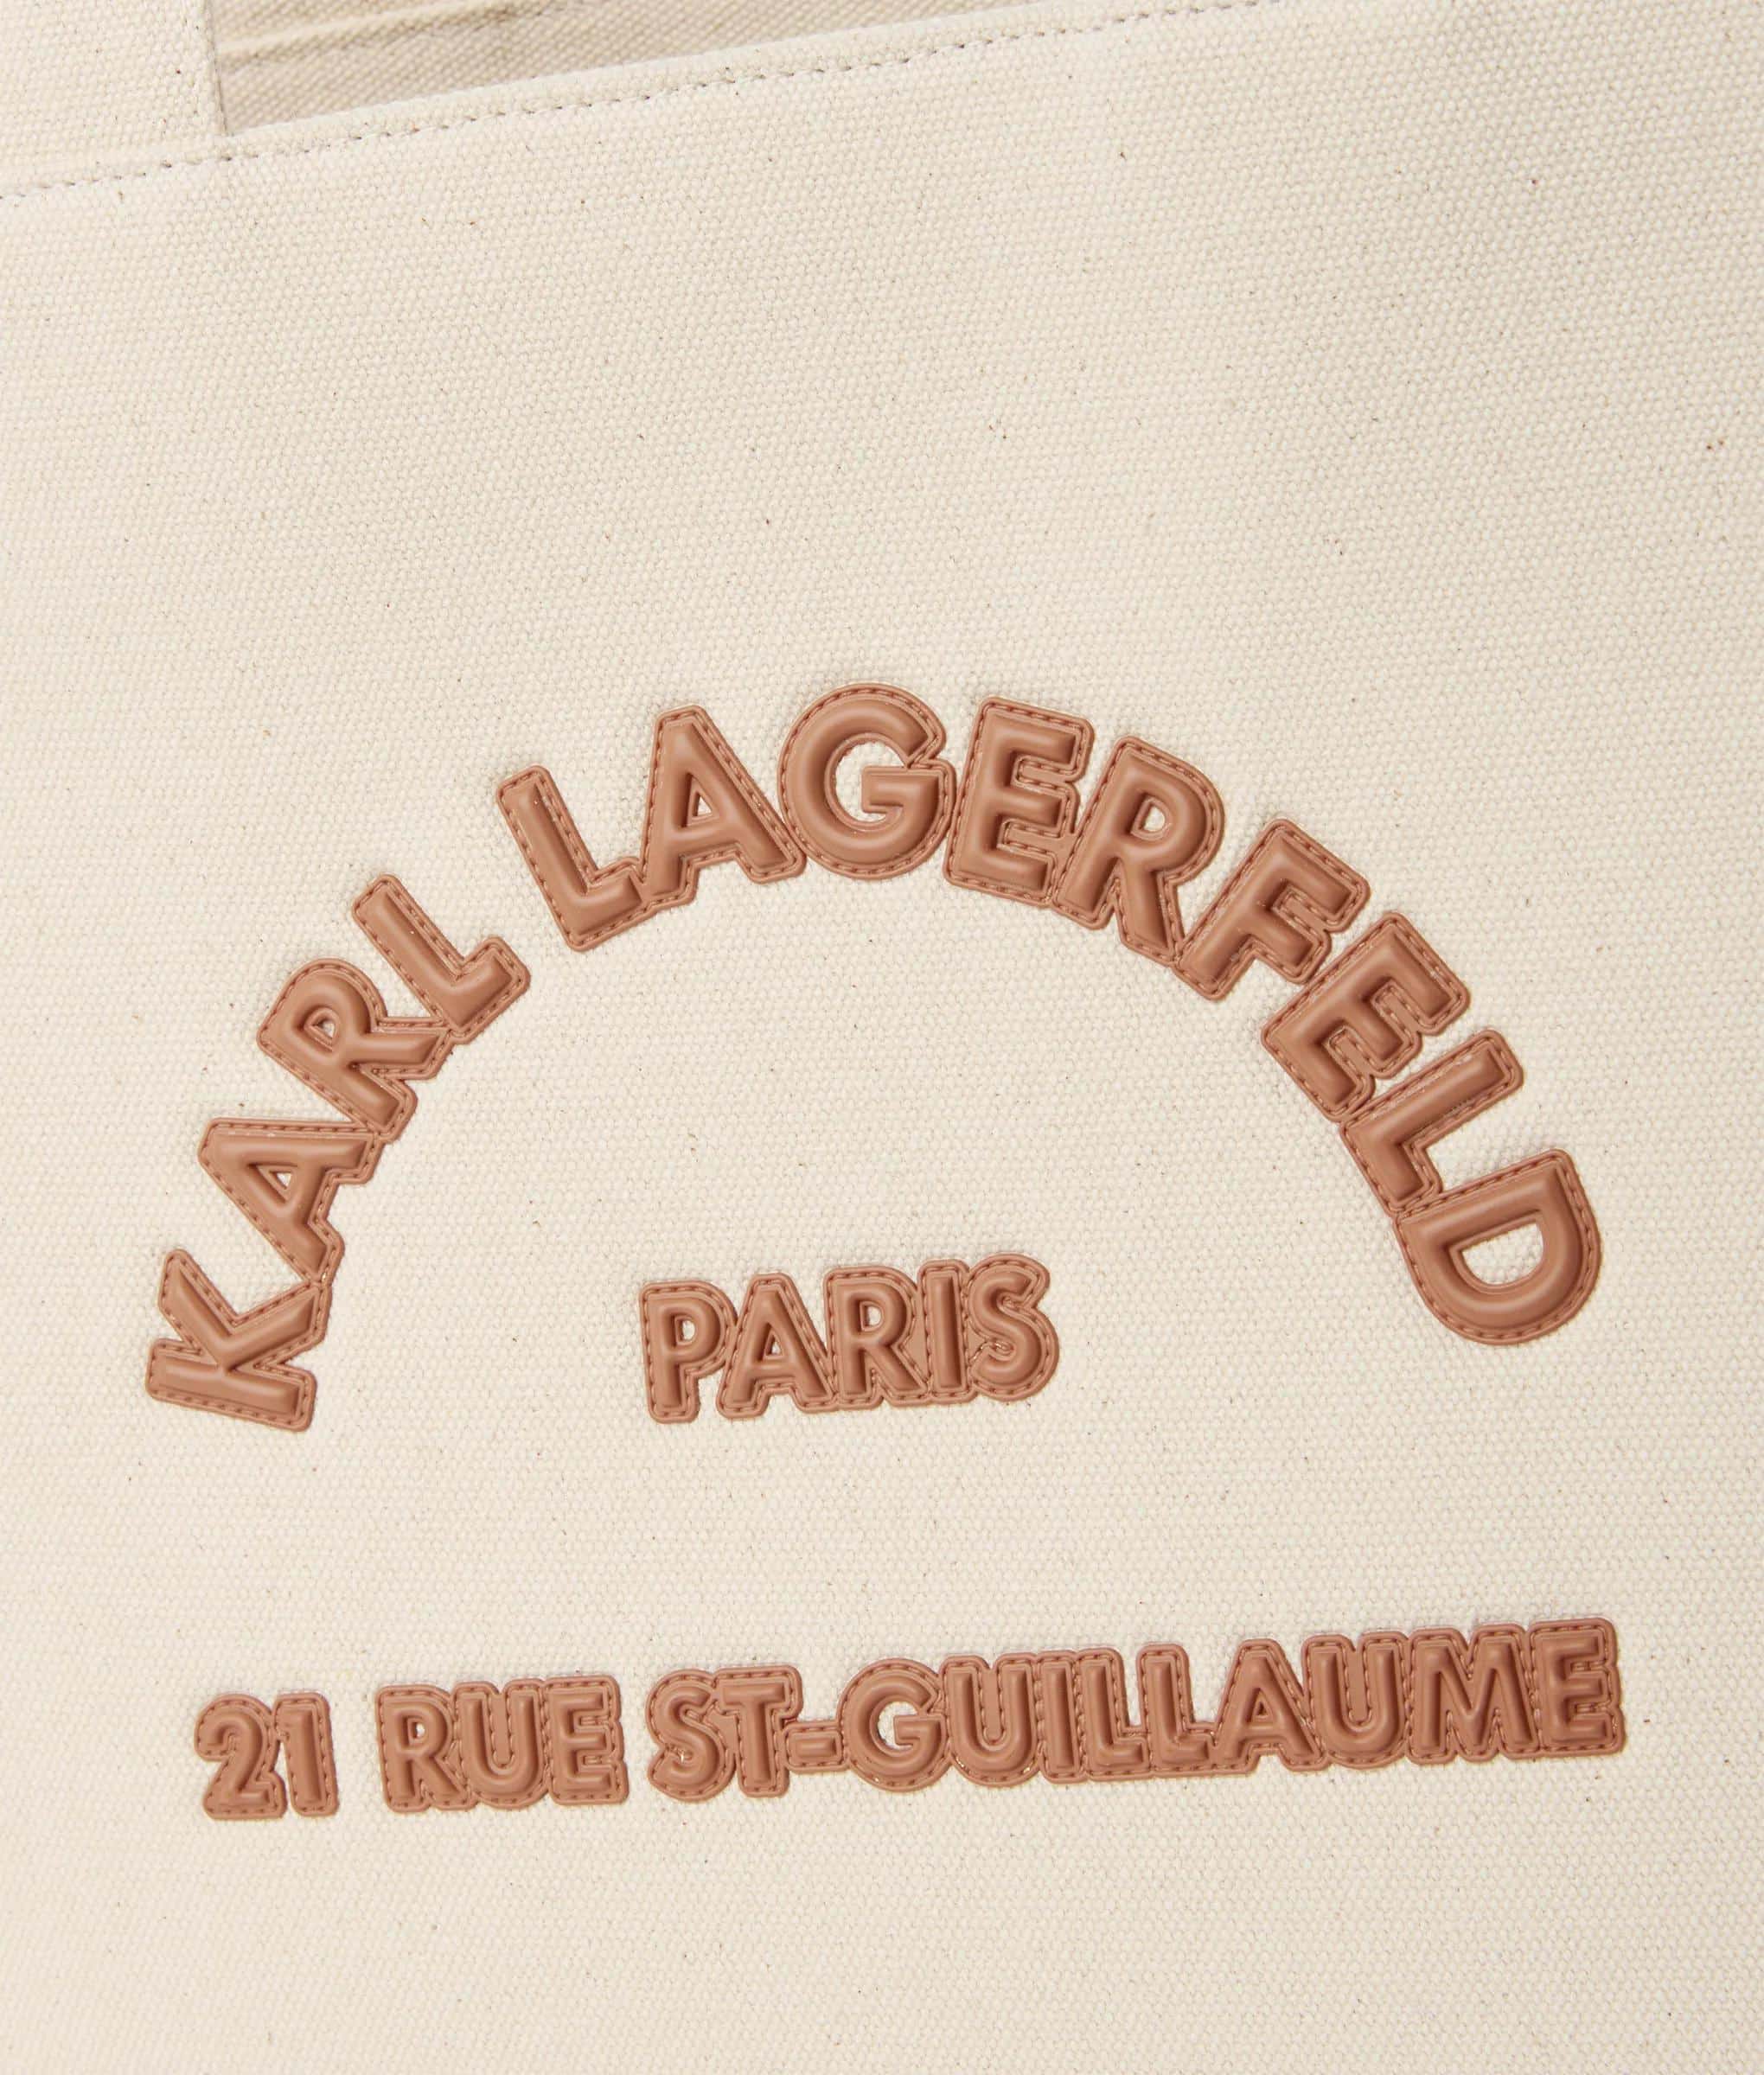 KARL LAGERFELD
PARIS
21 RUE ST-GUILLAUME